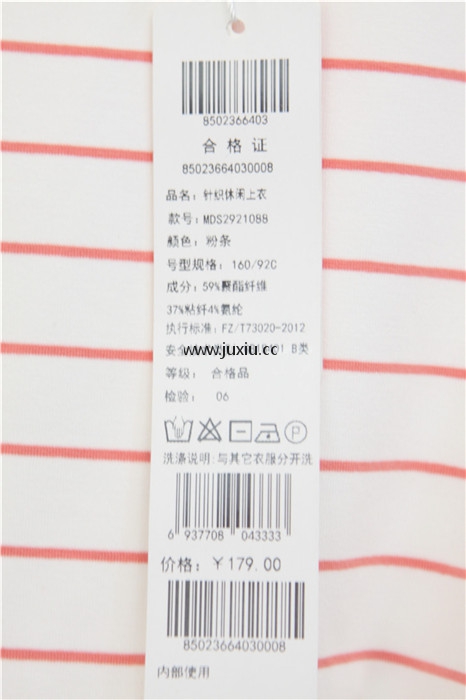 8502366403
合格证
85023664030008
品名：针织休闲上衣
款号：MDS2921088
颜色：粉条
号型规格：160/92C
成分：59%聚酯纤维
37%粘纤4%氨纶
执行标准：FZ/T73020-2012
安全 B类
www.juxiu.cc
等级： 合格品
检验： 06
洗涤说明:与其它衣服分开洗
6 937708 043333
价格：￥179.00
85023664030008
内部使用